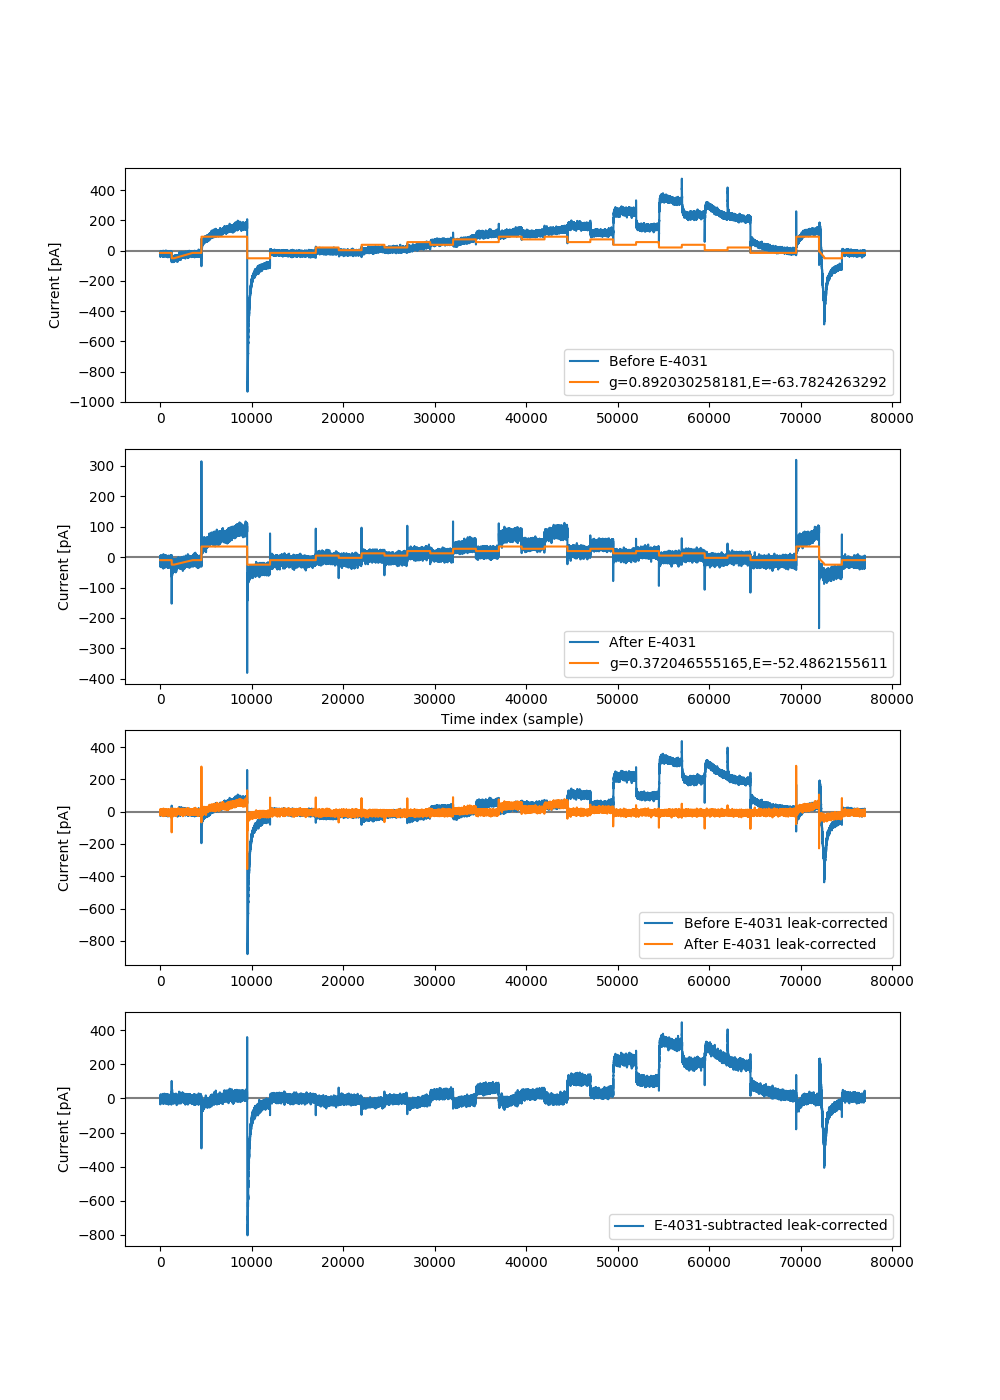 400
200
0
−200
−400
−600
−800
−1000
Current [pA]
Before E-4031
g=0.892030258181,E=-63.7824263292
0 10000 20000 30000 40000 50000 60000 70000 80000
300
200
100
0
−100
−200
−300
−400
Current [pA]
After E-4031
g=0.372046555165,E=-52.4862155611
0 10000 20000 30000 40000 50000 60000 70000 80000
Time index (sample)
400
200
0
−200
−400
−600
−800
Current [pA]
Before E-4031 leak-corrected
After E-4031 leak-corrected
0 10000 20000 30000 40000 50000 60000 70000 80000
400
200
0
−200
−400
−600
−800
Current [pA]
E-4031-subtracted leak-corrected
0 10000 20000 30000 40000 50000 60000 70000 80000